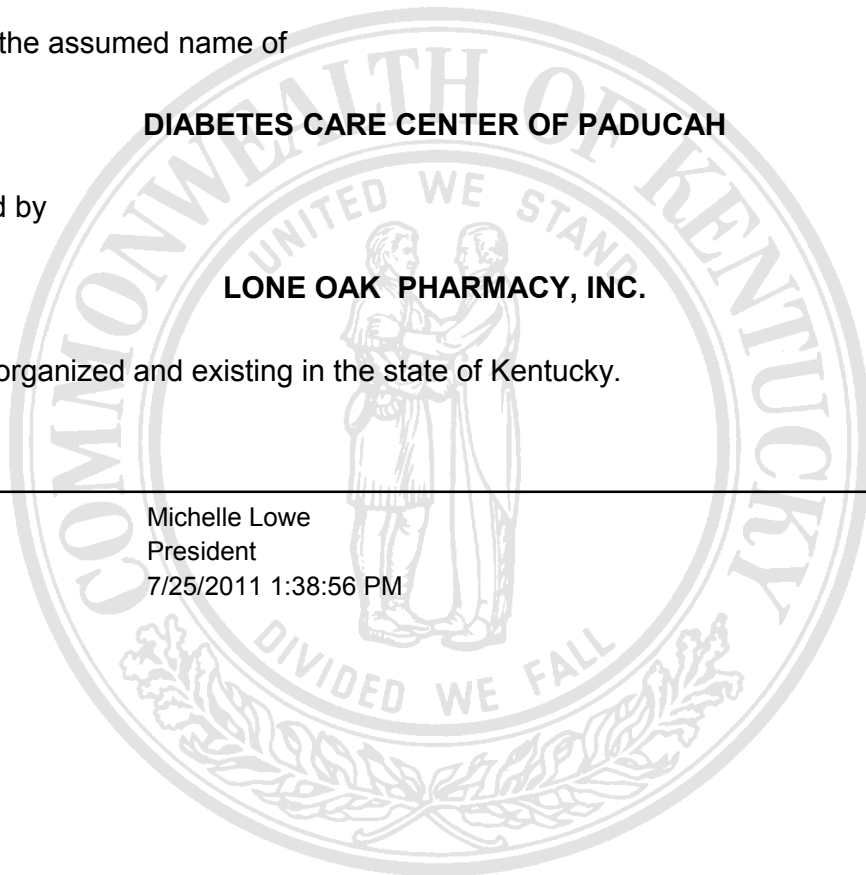 the assumed name of
DIABETES CARE CENTER OF PADUCAH
d by
LONE OAK  PHARMACY, INC.
organized and existing in the state of Kentucky.
Michelle Lowe
President
7/25/2011 1:38:56 PM
COMMONWEALTH OF KENTUCKY
UNITED WE STAND
DIVIDED WE FALL